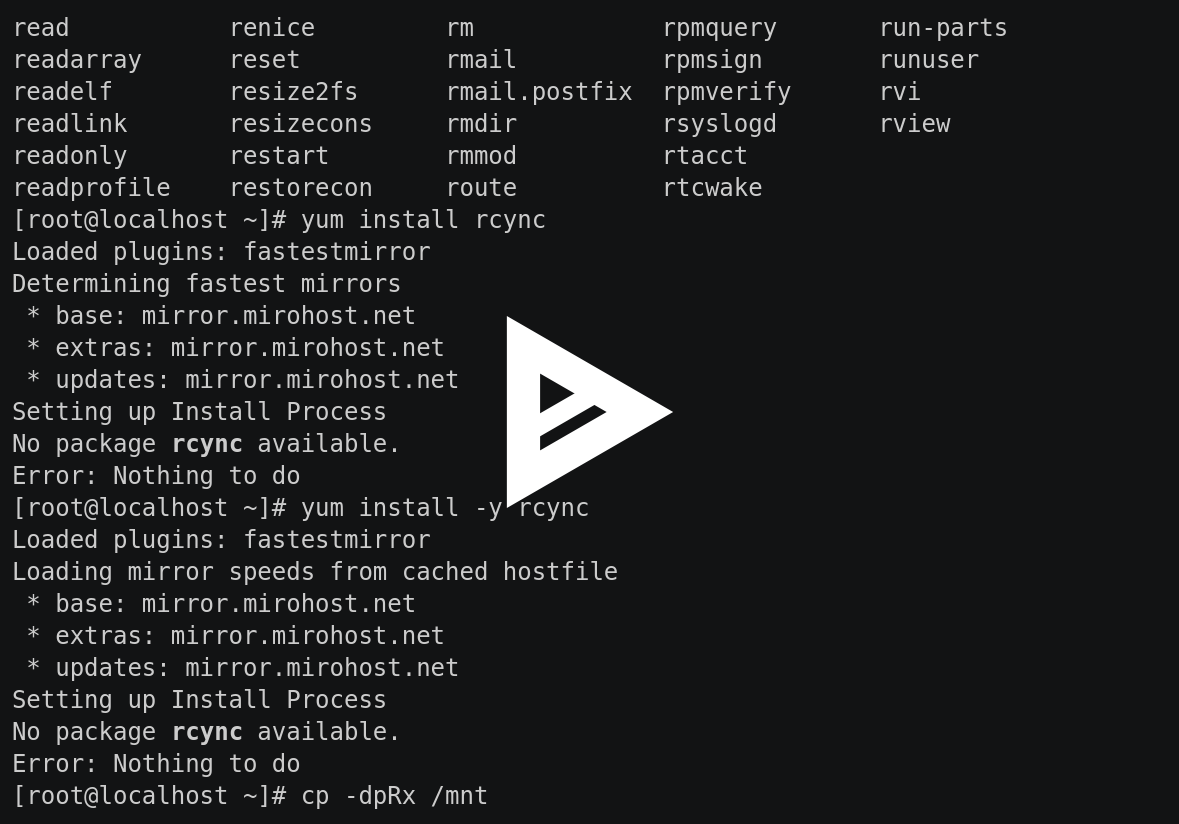 read           renice         rm             rpmquery       run-parts
readarray      reset          rmail          rpmsign        runuser
readelf        resize2fs      rmail.postfix  rpmverify      rvi
readlink       resizecons     rmdir          rsyslogd       rview
readonly       restart        rmmod          rtacct
readprofile    restorecon     route          rtcwake
[root@localhost ~]# yum install rcync
Loaded plugins: fastestmirror
Determining fastest mirrors
 * base: mirror.mirohost.net
 * extras: mirror.mirohost.net
 * updates: mirror.mirohost.net
Setting up Install Process
No package rcync available.
Error: Nothing to do
[root@localhost ~]# yum install -y rcync
Loaded plugins: fastestmirror
Loading mirror speeds from cached hostfile
 * base: mirror.mirohost.net
 * extras: mirror.mirohost.net
 * updates: mirror.mirohost.net
Setting up Install Process
No package rcync available.
Error: Nothing to do
[root@localhost ~]# cp -dpRx /mnt